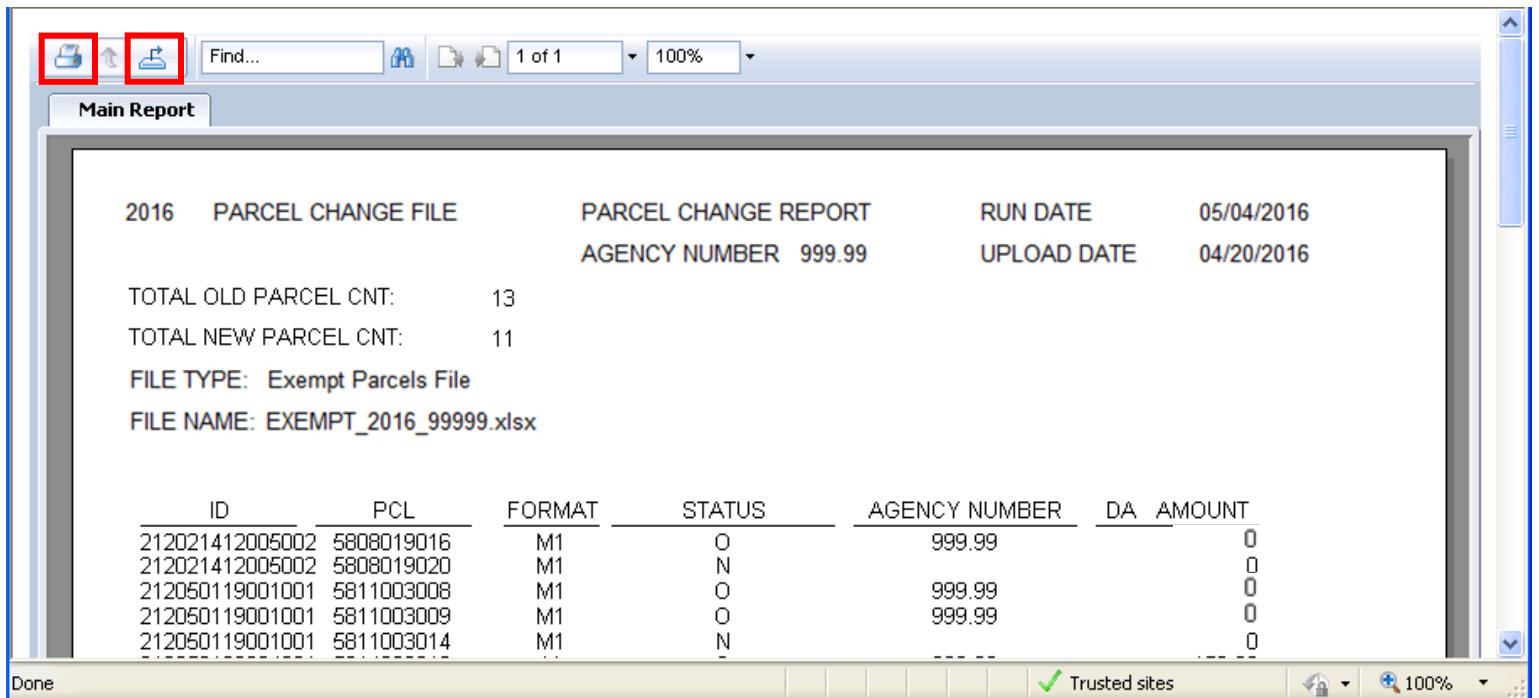 Find... 1 of 1 100%
Main Report
2016 PARCEL CHANGE FILE PARCEL CHANGE REPORT RUN DATE 05/04/2016
AGENCY NUMBER 999.99 UPLOAD DATE 04/20/2016
TOTAL OLD PARCEL CNT: 13
TOTAL NEW PARCEL CNT: 11
FILE TYPE: Exempt Parcels File
FILE NAME: EXEMPT_2016_99999.xlsx
ID PCL FORMAT STATUS AGENCY NUMBER DA AMOUNT
212021412005002 5808019016 M1 O 999.99 0
212021412005002 5808019020 M1 N 0
212050119001001 5811003008 M1 O 999.99 0
212050119001001 5811003009 M1 O 999.99 0
212050119001001 5811003014 M1 N 0
Done Trusted sites 100%